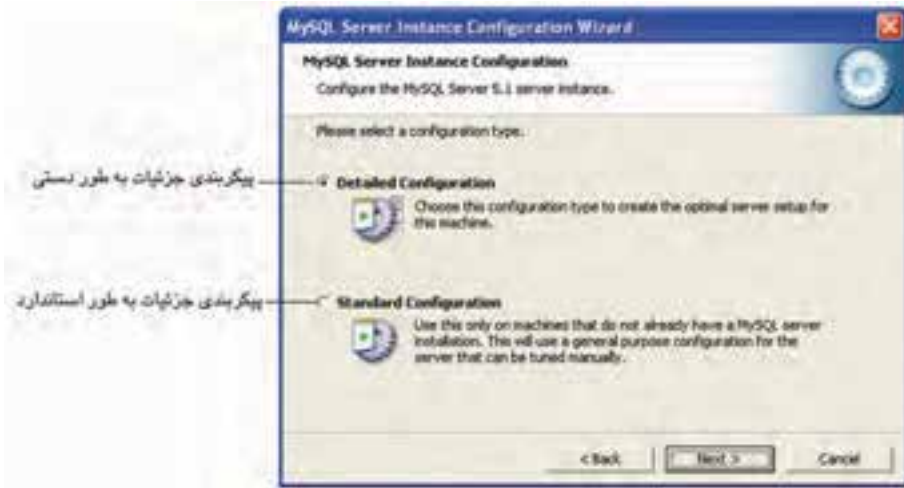 MySQL Server Instance Configuration Wizard
MySQL Server Instance Configuration
Configure the MySQL Server 5.1 server instance.
Please select a configuration type.
پیکربندی جزئیات به طور دستی
Detailed Configuration
Choose this configuration type to create the optimal server setup for
this machine.
پیکربندی جزئیات به طور استاندارد
Standard Configuration
Use this only on machines that do not already have a MySQL server
installation. This will use a general purpose configuration for the
server that can be tuned manually.
< Back
Next >
Cancel